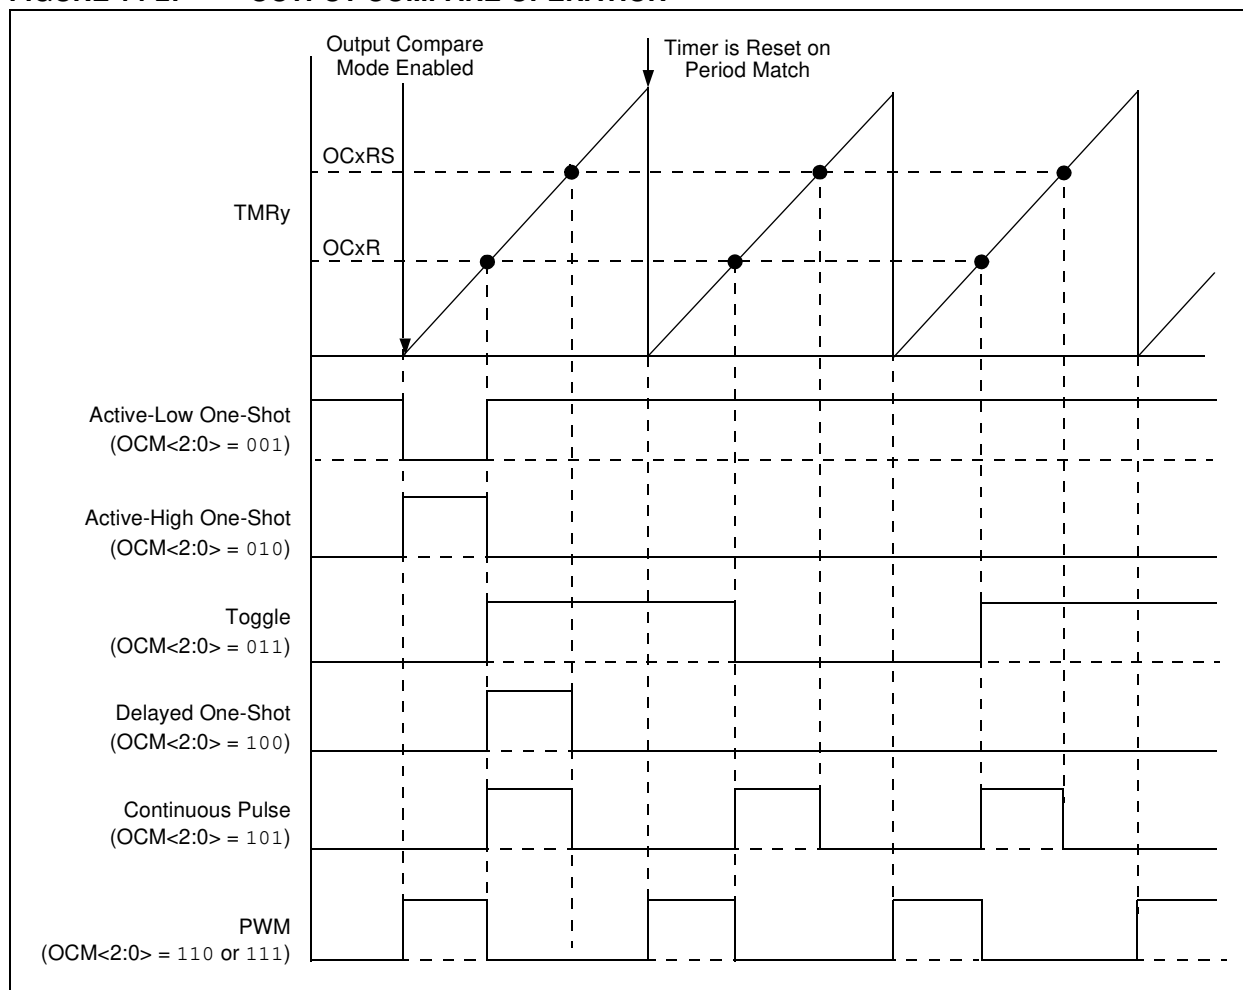 Output Compare
Mode Enabled
Timer is Reset on
Period Match
OCxRS
TMRy
OCxR
Active-Low One-Shot
(OCM<2:0> = 001)
Active-High One-Shot
(OCM<2:0> = 010)
Toggle
(OCM<2:0> = 011)
Delayed One-Shot
(OCM<2:0> = 100)
Continuous Pulse
(OCM<2:0> = 101)
PWM
(OCM<2:0> = 110 or 111)